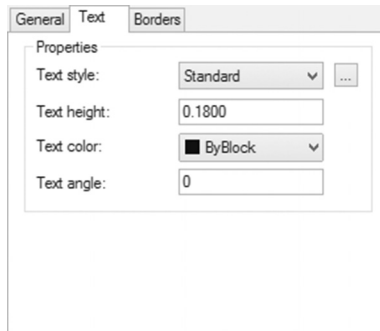 General Text Borders
Properties
Text style: Standard ...
Text height: 0.1800
Text color: ByBlock
Text angle: 0